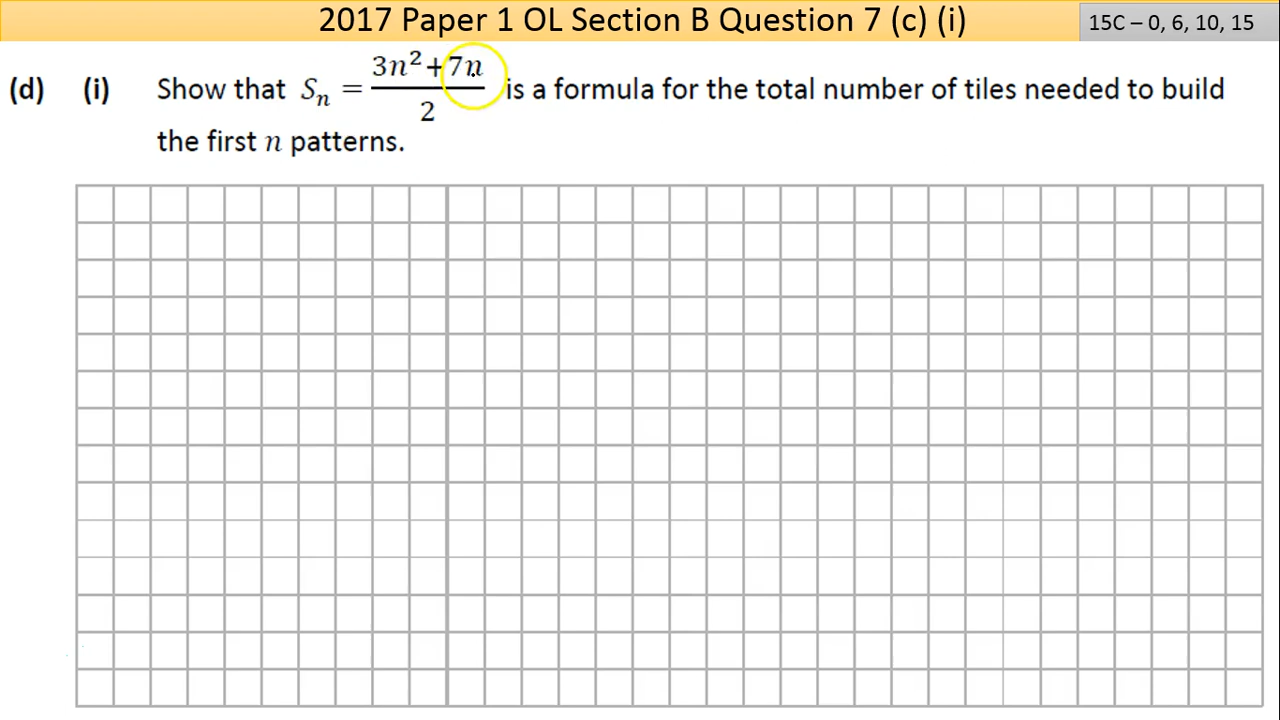 2017 Paper 1 OL Section B Question 7 (c) (i)
15C – 0, 6, 10, 15
(d) (i) Show that Sₙ = (3n² + 7n)/2 is a formula for the total number of tiles needed to build
the first n patterns.